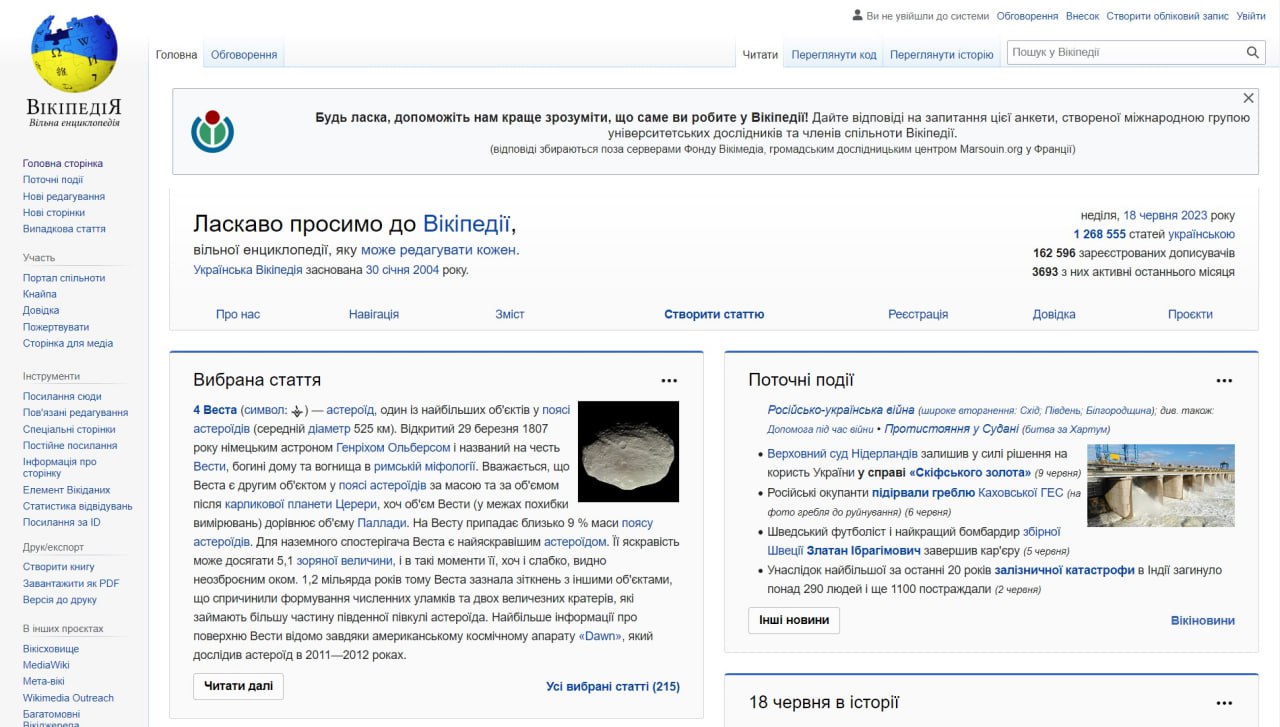 Ви не увійшли до системи Обговорення Внесок Створити обліковий запис Увійти
Головна Обговорення Читати Переглянути код Переглянути історію Пошук у Вікіпедії
ВІКІПЕДІЯ
Вільна енциклопедія
Головна сторінка
Поточні події
Нові редагування
Нові сторінки
Випадкова стаття
Участь
Портал спільноти
Кнайпа
Довідка
Пожертвувати
Сторінка для медіа
Інструменти
Посилання сюди
Пов'язані редагування
Спеціальні сторінки
Постійне посилання
Інформація про
сторінку
Елемент Вікіданих
Статистика відвідувань
Посилання за ID
Друк/експорт
Створити книгу
Завантажити як PDF
Версія до друку
В інших проєктах
Вікісховище
MediaWiki
Мета-вікі
Wikimedia Outreach
Багатомовні
Вікіджерела
Будь ласка, допоможіть нам краще зрозуміти, що саме ви робите у Вікіпедії! Дайте відповіді на запитання цієї анкети, створеної міжнародною групою
університетських дослідників та членів спільноти Вікіпедії.
(відповіді збираються поза серверами Фонду Вікімедіа, громадським дослідницьким центром Marsouin.org у Франції)
Ласкаво просимо до Вікіпедії,
вільної енциклопедії, яку може редагувати кожен.
Українська Вікіпедія заснована 30 січня 2004 року.
неділя, 18 червня 2023 року
1 268 555 статей українською
162 596 зареєстрованих дописувачів
3693 з них активні останнього місяця
Про нас Навігація Зміст Створити статтю Реєстрація Довідка Проєкти
Вибрана стаття
4 Веста (символ: ) — астероїд, один із найбільших об'єктів у поясі
астероїдів (середній діаметр 525 км). Відкритий 29 березня 1807
року німецьким астроном Генріхом Ольберсом і названий на честь
Вести, богині дому та вогнища в римській міфології. Вважається, що
Веста є другим об'єктом у поясі астероїдів за масою та за об'ємом
після карликової планети Церери, хоч об'єм Вести (у межах похибки
вимірювань) дорівнює об'єму Паллади. На Весту припадає близько 9 % маси поясу
астероїдів. Для наземного спостерігача Веста є найяскравішим астероїдом. Її яскравість
може досягати 5,1 зоряної величини, і в такі моменти її, хоч і слабко, видно
неозброєним оком. 1,2 мільярда років тому Веста зазнала зіткнень з іншими об'єктами,
що спричинили формування численних уламків та двох величезних кратерів, які
займають більшу частину південної півкулі астероїда. Найбільше інформації про
поверхню Вести відомо завдяки американському космічному апарату «Dawn», який
дослідив астероїд в 2011—2012 роках.
Читати далі Усі вибрані статті (215)
Поточні події
Російсько-українська війна (широке вторгнення: Схід; Південь; Білгородщина); див. також:
Допомога під час війни • Протистояння у Судані (битва за Хартум)
• Верховний суд Нідерландів залишив у силі рішення на
користь України у справі «Скіфського золота» (9 червня)
• Російські окупанти підірвали греблю Каховської ГЕС (на
фото гребля до руйнування) (6 червня)
• Шведський футболіст і найкращий бомбардир збірної
Швеції Златан Ібрагімович завершив кар'єру (5 червня)
• Унаслідок найбільшої за останні 20 років залізничної катастрофи в Індії загинуло
понад 290 людей і ще 1100 постраждали (2 червня)
Інші новини Вікіновини
18 червня в історії